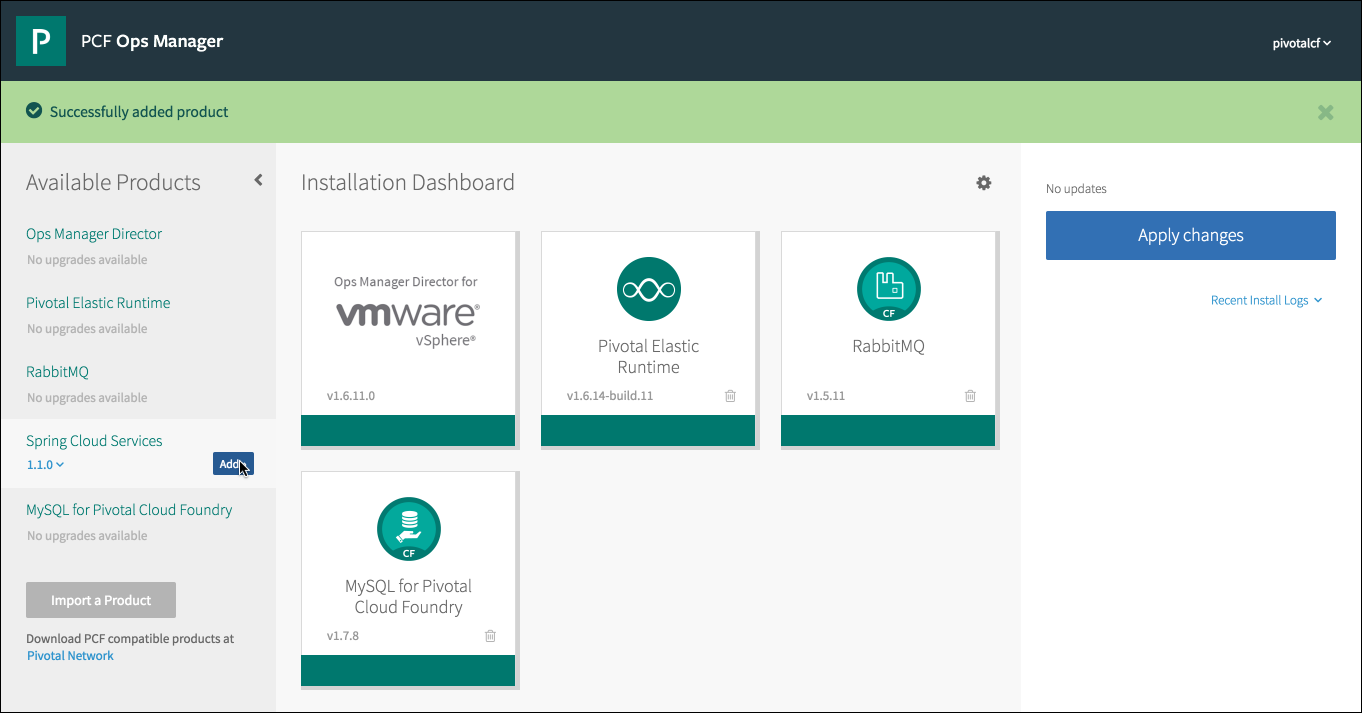 P
PCF Ops Manager
pivotalcf
Successfully added product
Available Products
Ops Manager Director
No upgrades available
Pivotal Elastic Runtime
No upgrades available
RabbitMQ
No upgrades available
Spring Cloud Services
1.1.0
Add
MySQL for Pivotal Cloud Foundry
No upgrades available
Import a Product
Download PCF compatible products at
Pivotal Network
Installation Dashboard
Ops Manager Director for
vmware®
vSphere®
v1.6.11.0
Pivotal Elastic
Runtime
v1.6.14-build.11
CF
RabbitMQ
v1.5.11
CF
MySQL for Pivotal
Cloud Foundry
v1.7.8
No updates
Apply changes
Recent Install Logs